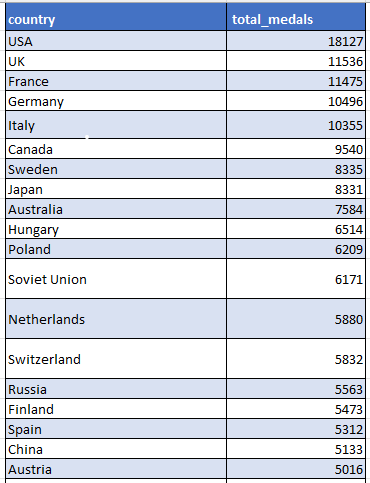 country total_medals
USA 18127
UK 11536
France 11475
Germany 10496
Italy 10355
Canada 9540
Sweden 8335
Japan 8331
Australia 7584
Hungary 6514
Poland 6209
Soviet Union 6171
Netherlands 5880
Switzerland 5832
Russia 5563
Finland 5473
Spain 5312
China 5133
Austria 5016